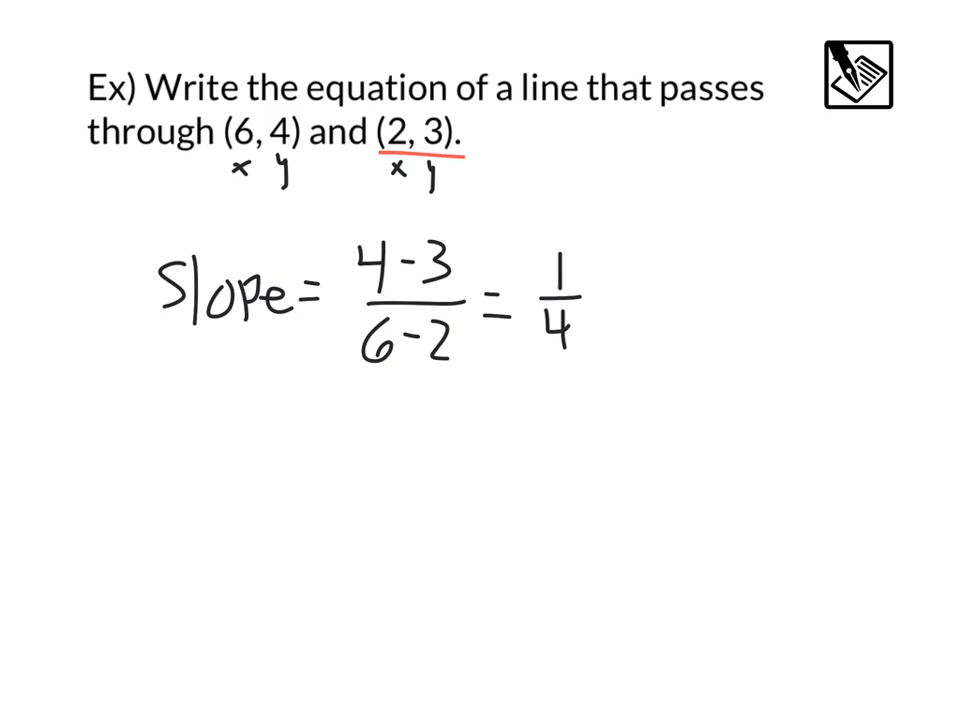 Ex) Write the equation of a line that passes
through (6, 4) and (2, 3).
x y x y
Slope = 4-3 / 6-2 = 1/4